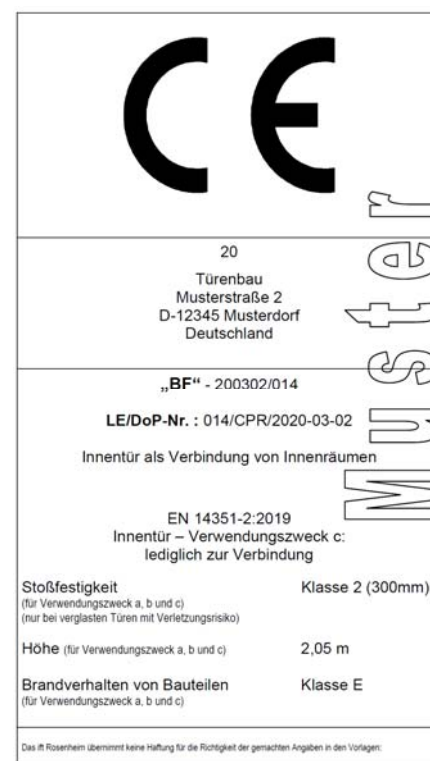 CE
20
Türenbau
Musterstraße 2
D-12345 Musterdorf
Deutschland
„BF“ - 200302/014
LE/DoP-Nr. : 014/CPR/2020-03-02
Innentür als Verbindung von Innenräumen
EN 14351-2:2019
Innentür – Verwendungszweck c:
lediglich zur Verbindung
Stoßfestigkeit Klasse 2 (300mm)
(für Verwendungszweck a, b und c)
(nur bei verglasten Türen mit Verletzungsrisiko)
Höhe (für Verwendungszweck a, b und c) 2,05 m
Brandverhalten von Bauteilen Klasse E
(für Verwendungszweck a, b und c)
Das ift Rosenheim übernimmt keine Haftung für die Richtigkeit der gemachten Angaben in den Vorlagen:
Muster